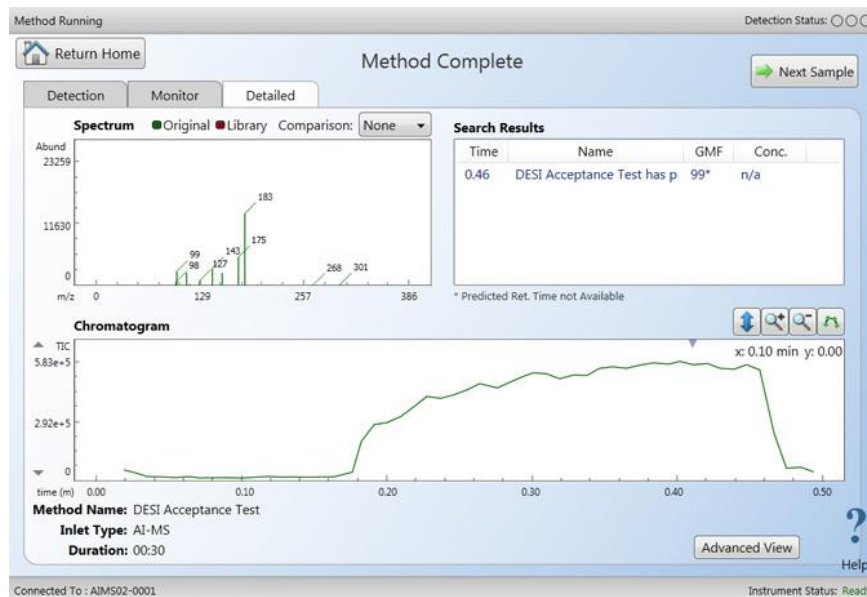 Method Running
Detection Status:
Return Home
Method Complete
Next Sample
Detection Monitor Detailed
Spectrum Original Library Comparison: None
Abund
23259
11630
0
183
175
143
127
99
98
268
301
m/z 0 129 257 386
Search Results
Time Name GMF Conc.
0.46 DESI Acceptance Test has p 99* n/a
* Predicted Ret. Time not Available
Chromatogram
TIC
x: 0.10 min y: 0.00
5.83e+5
2.92e+5
0
time (m) 0.00 0.10 0.20 0.30 0.40 0.50
Method Name: DESI Acceptance Test
Inlet Type: AI-MS
Duration: 00:30
Advanced View
?
Help
Connected To : AIMS02-0001
Instrument Status: Read